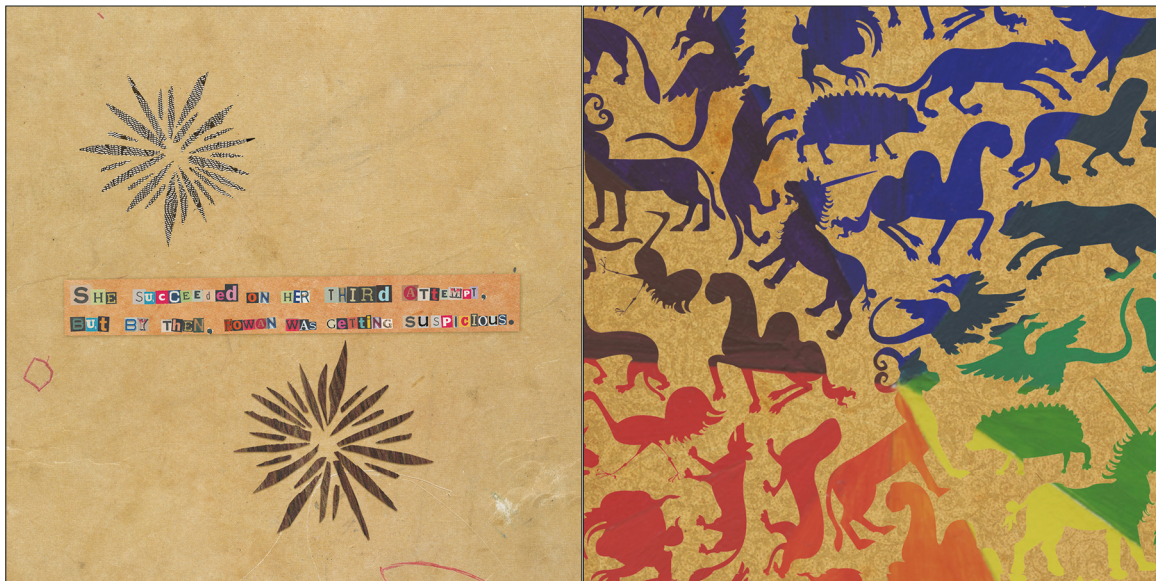 She succeeded on her third attempt.
But by then, Rowan was getting suspicious.